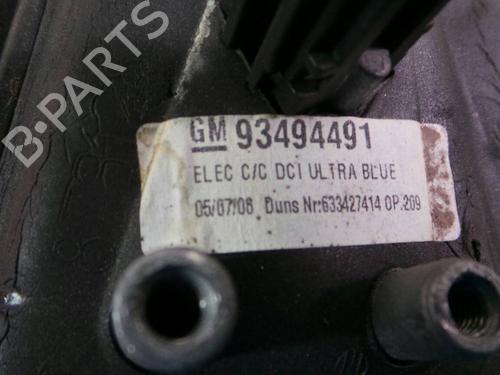 B-PARTS
GM 93494491
ELEC C/C DCI ULTRA BLUE
05/07/06 Duns Nr:633427414 OP.209